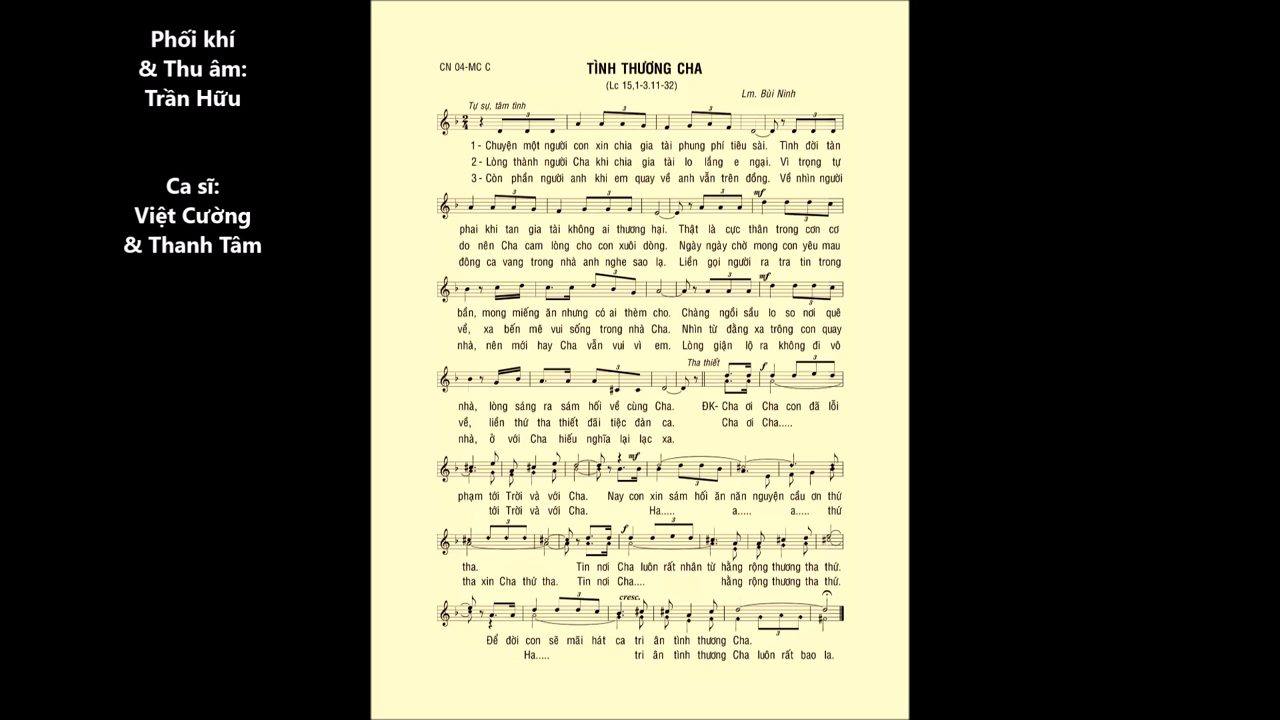 Phối khí
& Thu âm:
Trần Hữu
Ca sĩ:
Việt Cường
& Thanh Tâm
CN 04-MC C
TÌNH THƯƠNG CHA
(Lc 15,1-3.11-32)
Lm. Bùi Ninh
Tự sự, tâm tình
1 - Chuyện một người con xin chia gia tài phung phí tiêu sài. Tình đời tàn
2 - Lòng thành người Cha khi chia gia tài lo lắng e ngại. Vì trọng tự
3 - Còn phần người anh khi em quay về anh vẫn trên đồng. Về nhìn người
mf
phai khi tan gia tài không ai thương hại. Thật là cực thân trong cơn cơ
do nên Cha cam lòng cho con xuôi dòng. Ngày ngày chờ mong con yêu mau
đông ca vang trong nhà anh nghe sao lạ. Liền gọi người ra tra tin trong
mf
bần, mong miếng ăn nhưng có ai thèm cho. Chàng ngồi sầu lo so nơi quê
về, xa bến mê vui sống trong nhà Cha. Nhìn từ đằng xa trông con quay
nhà, nên mới hay Cha vẫn vui vì em. Lòng giận lộ ra không đi vô
Tha thiết
f
nhà, lòng sáng ra sám hối về cùng Cha. ĐK- Cha ơi Cha con đã lỗi
về, liền thứ tha thiết đãi tiệc đàn ca. Cha ơi Cha.....
nhà, ở với Cha hiếu nghĩa lại lạc xa.
mf
phạm tới Trời và với Cha. Nay con xin sám hối ăn năn nguyện cầu ơn thứ
tới Trời và với Cha. Ha..... a..... a..... thứ
f
tha. Tin nơi Cha luôn rất nhân từ hằng rộng thương tha thứ.
tha xin Cha thứ tha. Tin nơi Cha.... hằng rộng thương tha thứ.
cresc.
Để đời con sẽ mãi hát ca tri ân tình thương Cha.
Ha..... tri ân tình thương Cha luôn rất bao la.